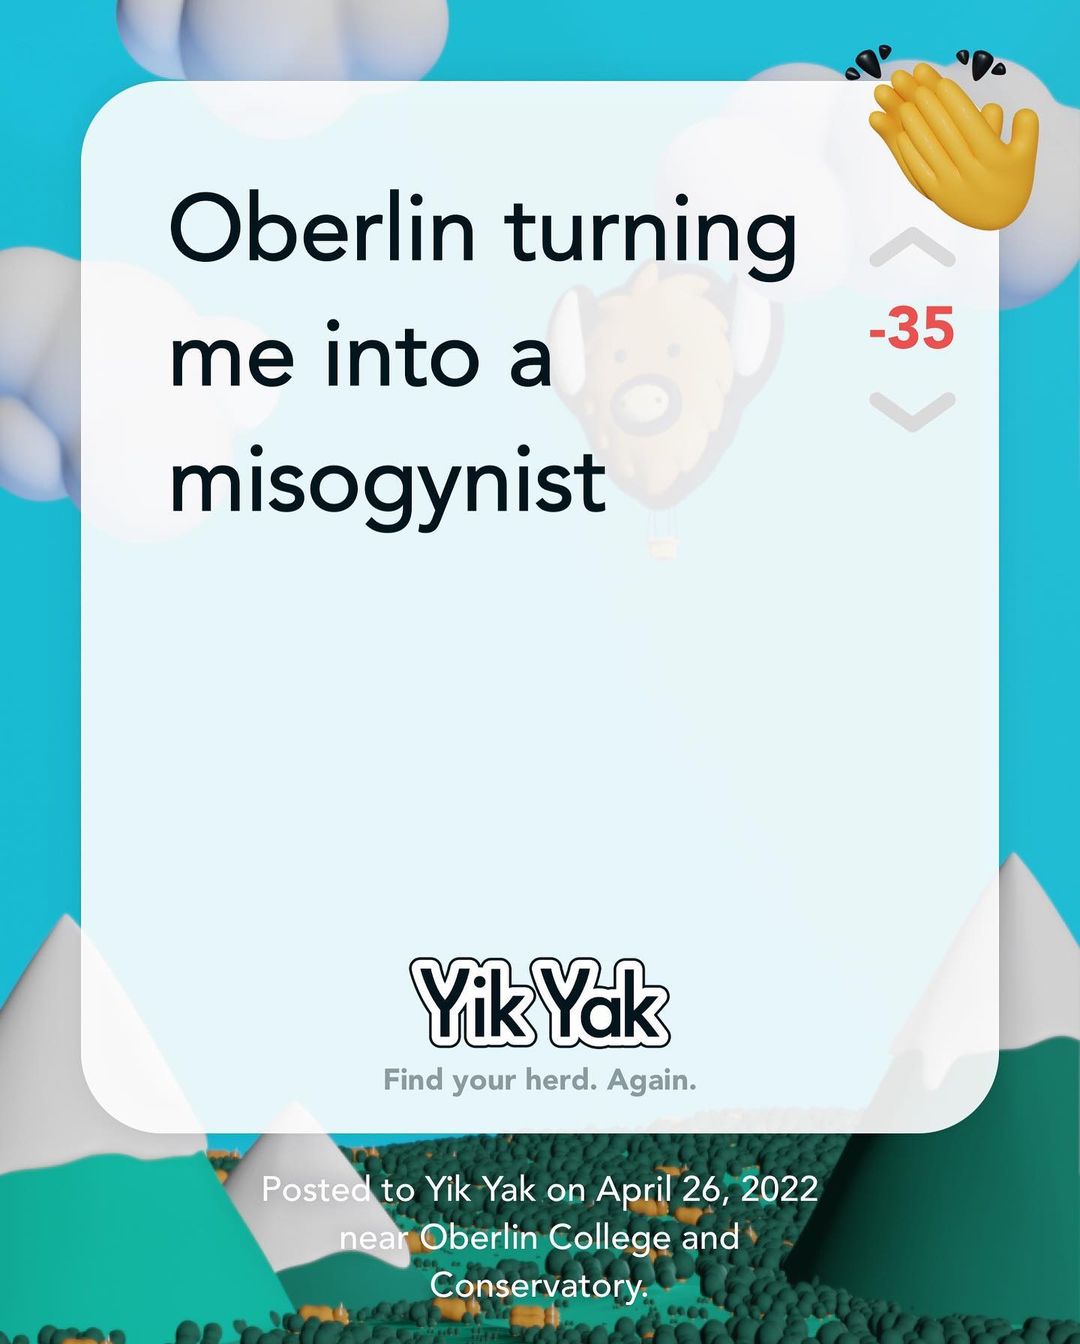 Oberlin turning
me into a
misogynist
-35
Yik Yak
Find your herd. Again.
Posted to Yik Yak on April 26, 2022
near Oberlin College and
Conservatory.